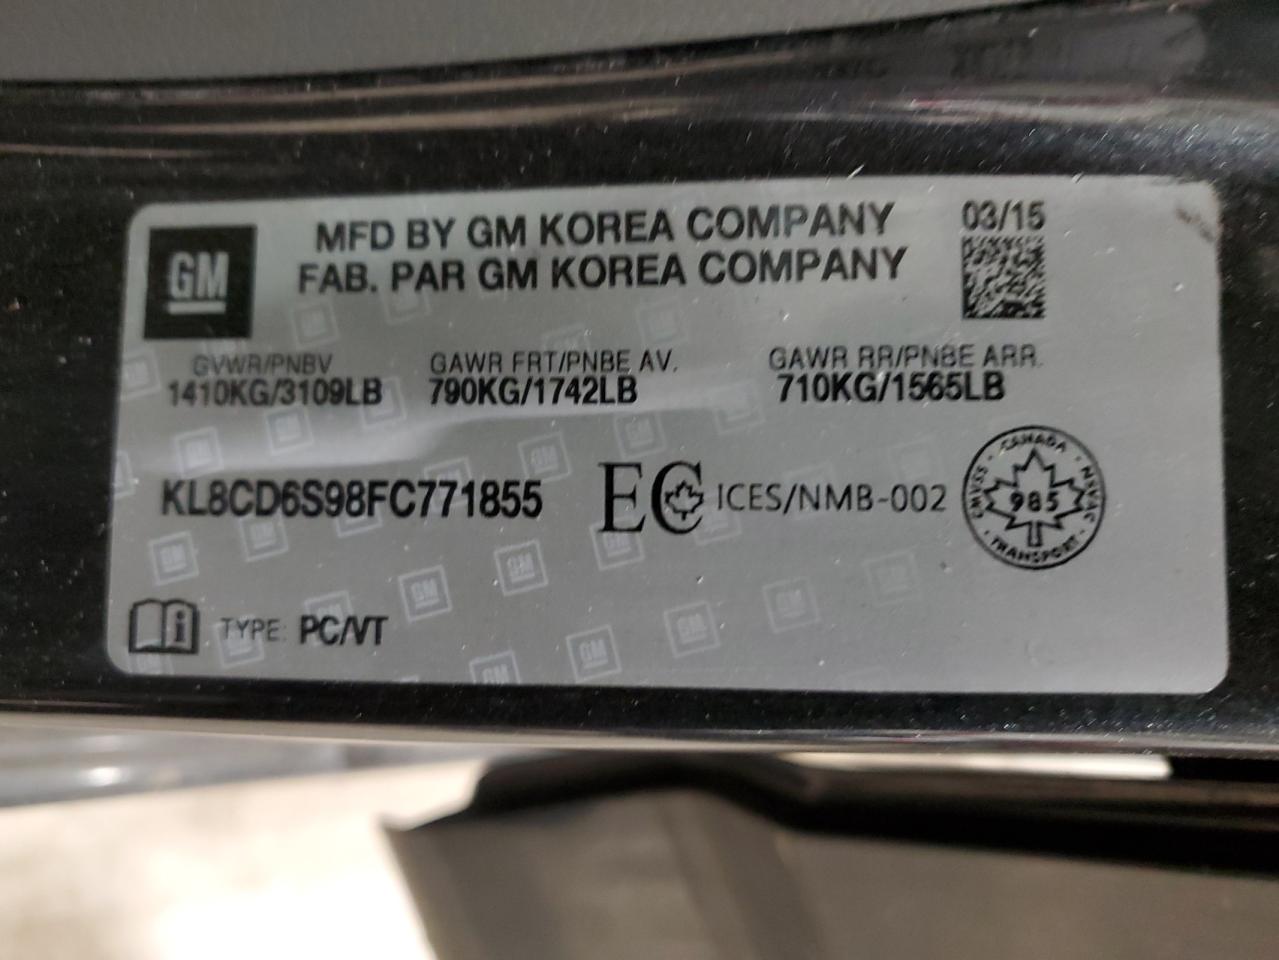 GM
MFD BY GM KOREA COMPANY
FAB. PAR GM KOREA COMPANY
03/15
GVWR/PNBV
1410KG/3109LB
GAWR FRT/PNBE AV.
790KG/1742LB
GAWR RR/PNBE ARR.
710KG/1565LB
KL8CD6S98FC771855
EC
ICES/NMB-002
CANADA
985
TRANSPORT
NSVAC
EMVSS
TYPE: PC/VT